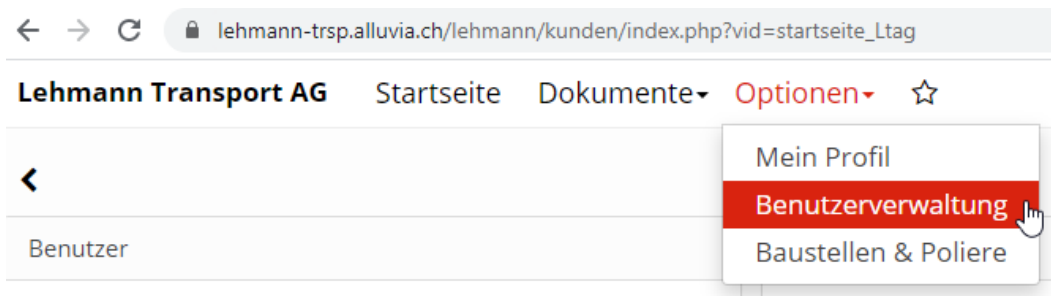 lehmann-trsp.alluvia.ch/lehmann/kunden/index.php?vid=startseite_Ltag
Lehmann Transport AG Startseite Dokumente Optionen
Mein Profil
Benutzerverwaltung
Benutzer
Baustellen & Poliere